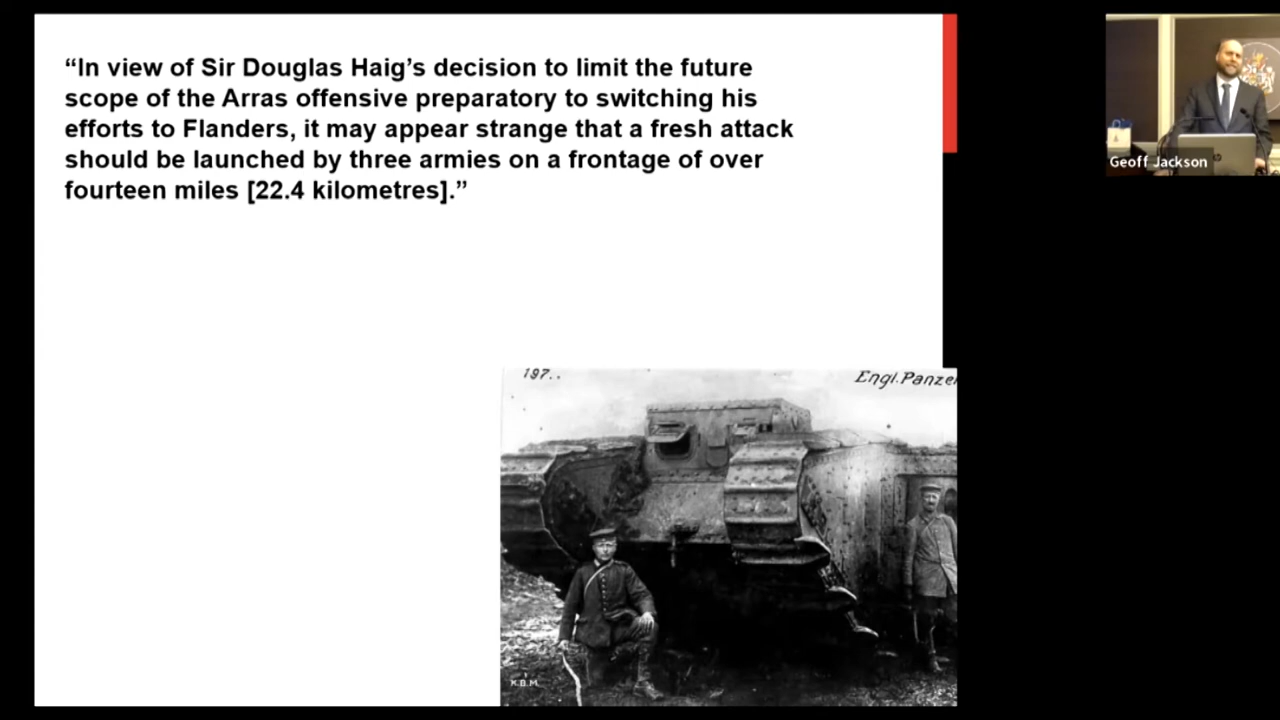 “In view of Sir Douglas Haig’s decision to limit the future
scope of the Arras offensive preparatory to switching his
efforts to Flanders, it may appear strange that a fresh attack
should be launched by three armies on a frontage of over
fourteen miles [22.4 kilometres].”
Geoff Jackson
197..
Engl. Panze
K.B.M.